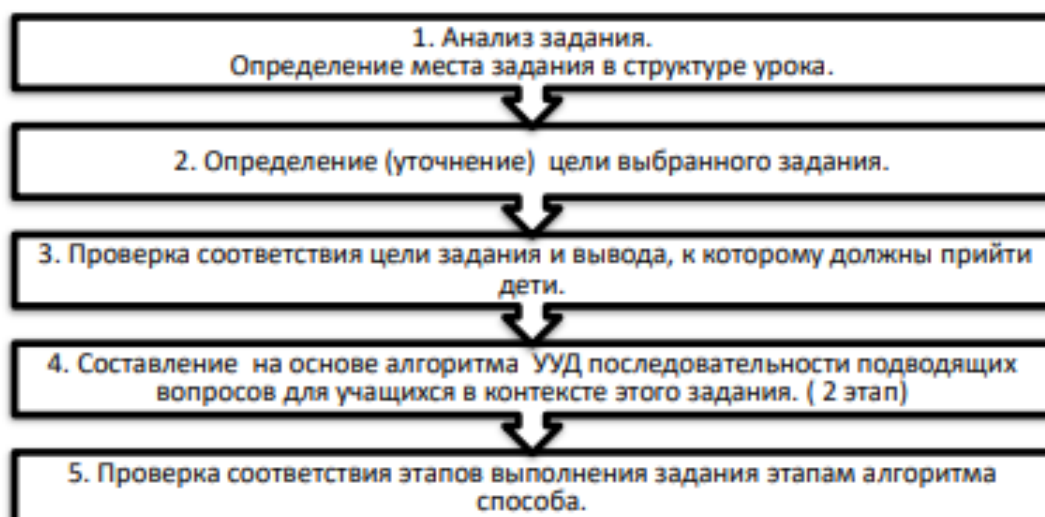 1. Анализ задания.
Определение места задания в структуре урока.
2. Определение (уточнение) цели выбранного задания.
3. Проверка соответствия цели задания и вывода, к которому должны прийти
дети.
4. Составление на основе алгоритма УУД последовательности подводящих
вопросов для учащихся в контексте этого задания. ( 2 этап)
5. Проверка соответствия этапов выполнения задания этапам алгоритма
способа.